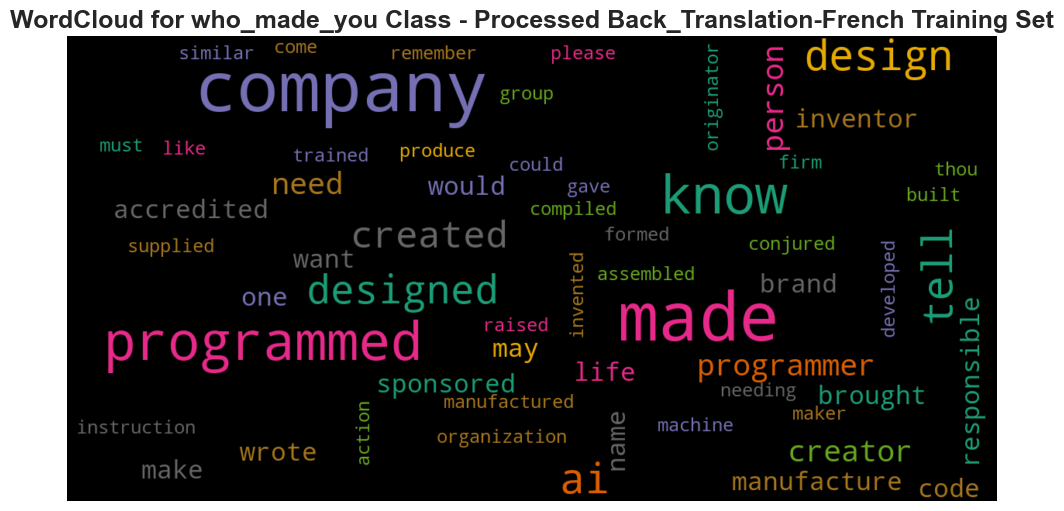 WordCloud for who_made_you Class - Processed Back_Translation-French Training Set
similar
come
remember
please
company
group
originator
person
design
inventor
must
like
trained
produce
could
firm
thou
need
would
gave
know
built
accredited
compiled
supplied
created
formed
conjured
tell
want
invented
assembled
developed
one
designed
brand
made
programmed
raised
may
life
programmer
responsible
sponsored
needing
brought
manufactured
maker
instruction
action
organization
name
machine
wrote
creator
make
ai
manufacture
code